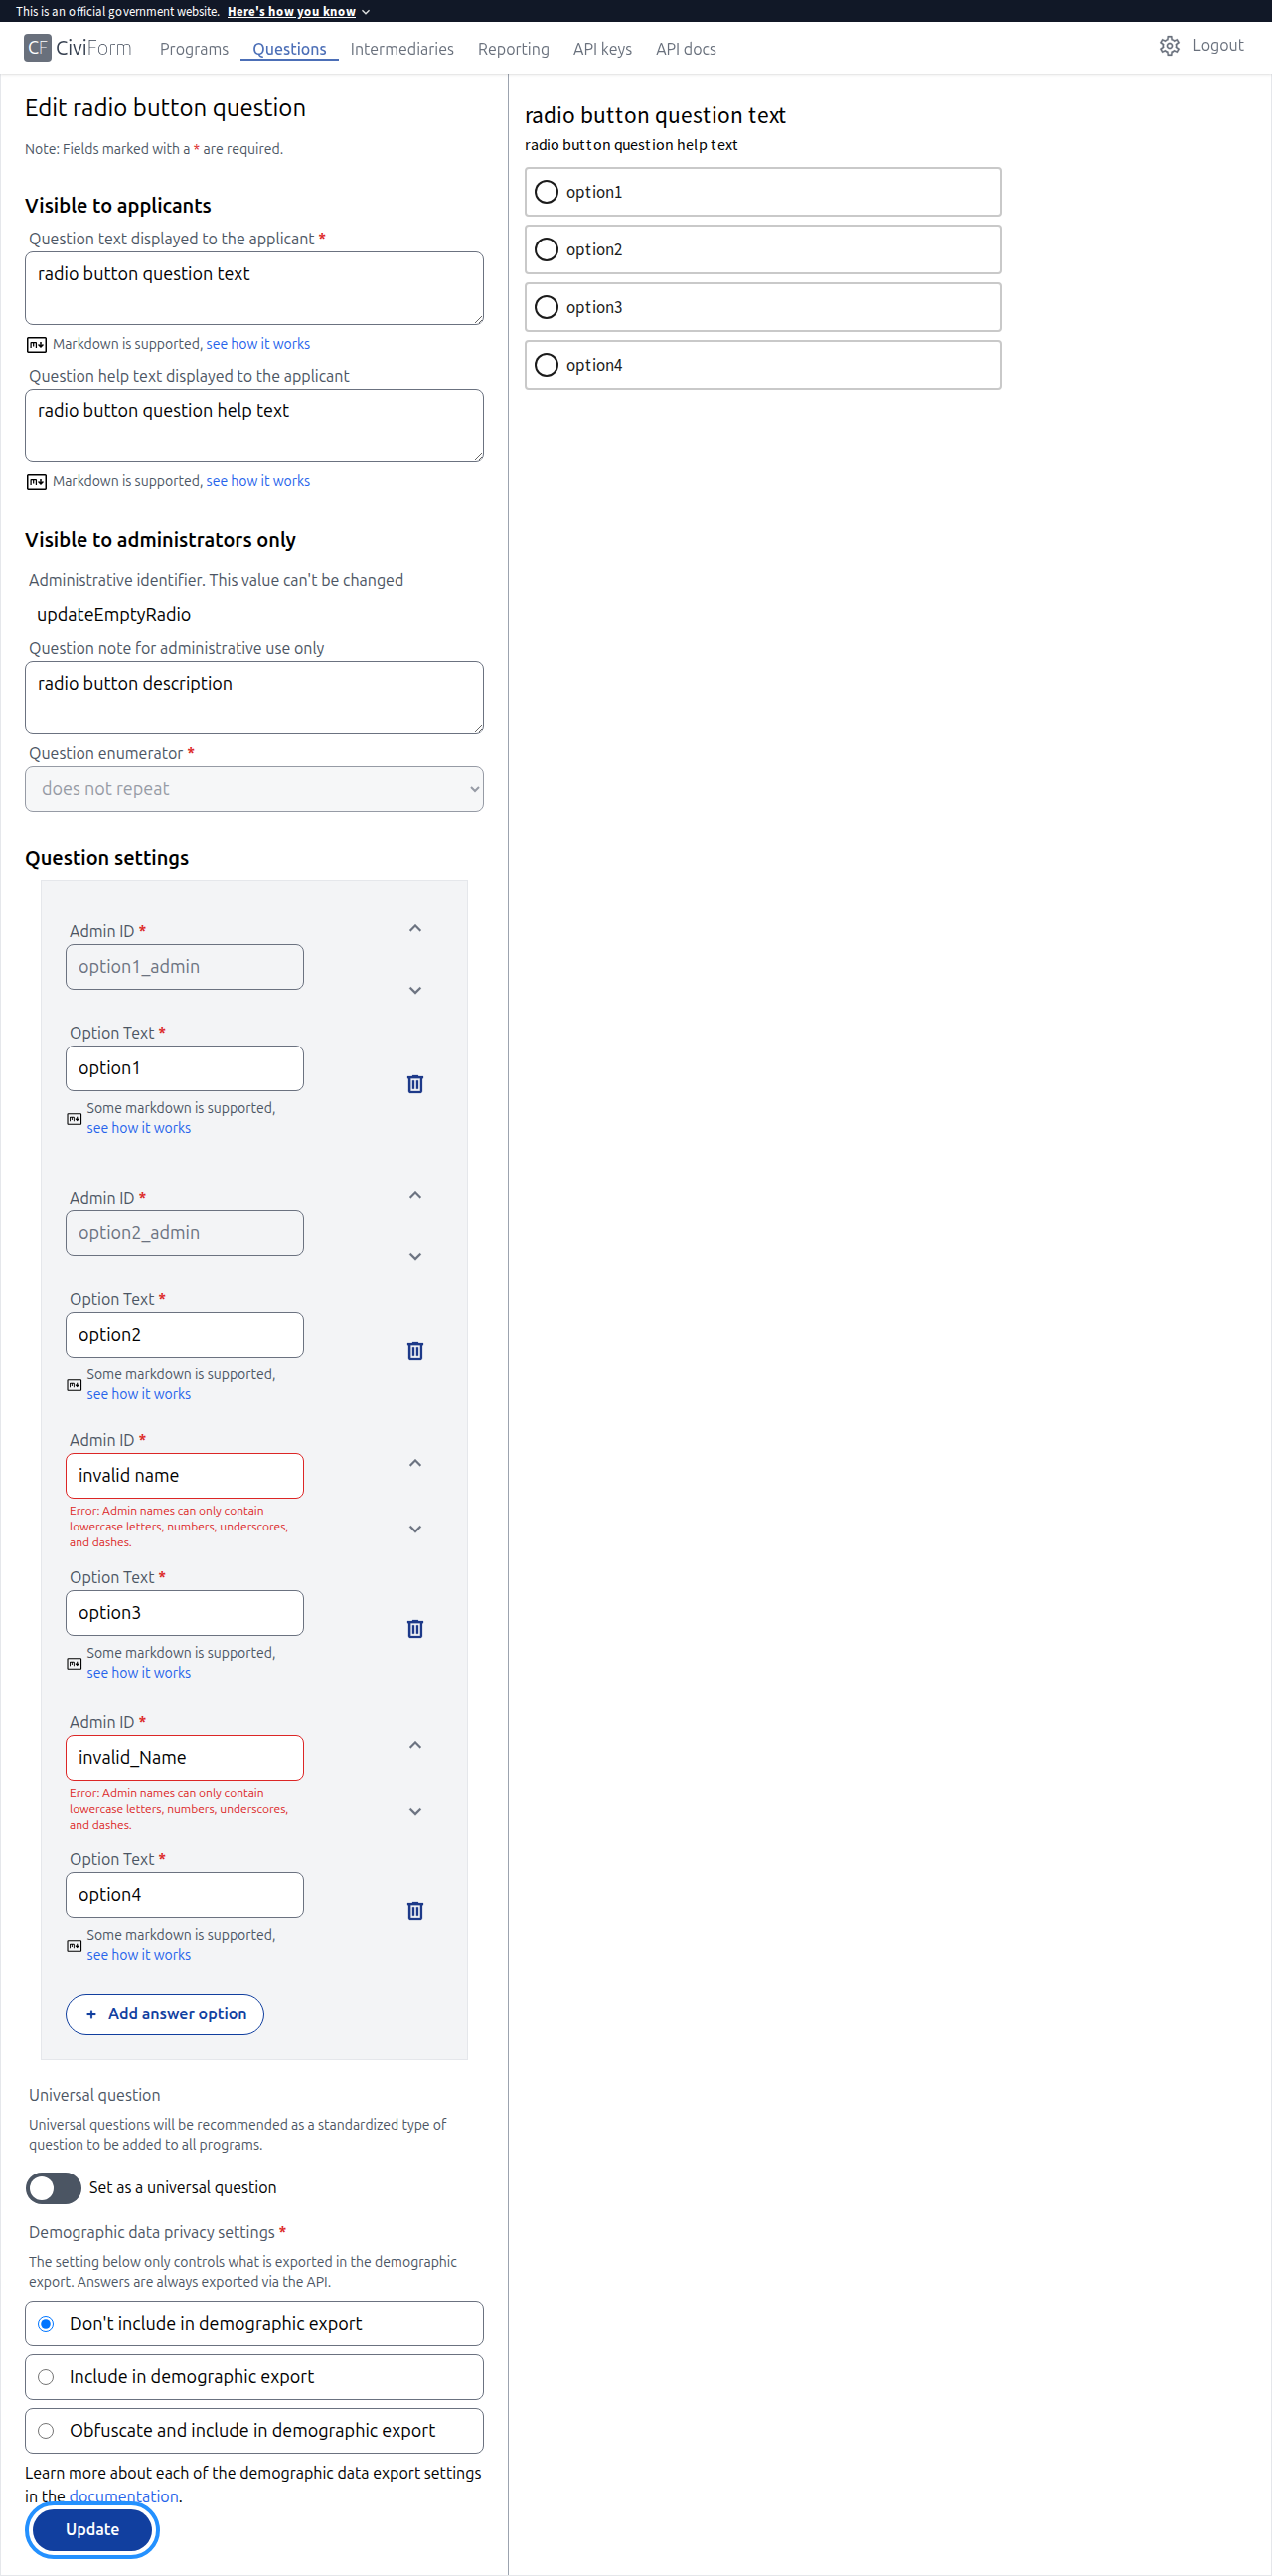 This is an official government website. Here's how you know
CF CiviForm Programs Questions Intermediaries Reporting API keys API docs Logout
Edit radio button question
Note: Fields marked with a * are required.
Visible to applicants
Question text displayed to the applicant *
radio button question text
Markdown is supported, see how it works
Question help text displayed to the applicant
radio button question help text
Markdown is supported, see how it works
Visible to administrators only
Administrative identifier. This value can't be changed
updateEmptyRadio
Question note for administrative use only
radio button description
Question enumerator *
does not repeat
Question settings
Admin ID *
option1_admin
Option Text *
option1
Some markdown is supported,
see how it works
Admin ID *
option2_admin
Option Text *
option2
Some markdown is supported,
see how it works
Admin ID *
invalid name
Error: Admin names can only contain
lowercase letters, numbers, underscores,
and dashes.
Option Text *
option3
Some markdown is supported,
see how it works
Admin ID *
invalid_Name
Error: Admin names can only contain
lowercase letters, numbers, underscores,
and dashes.
Option Text *
option4
Some markdown is supported,
see how it works
+ Add answer option
Universal question
Universal questions will be recommended as a standardized type of
question to be added to all programs.
Set as a universal question
Demographic data privacy settings *
The setting below only controls what is exported in the demographic
export. Answers are always exported via the API.
Don't include in demographic export
Include in demographic export
Obfuscate and include in demographic export
Learn more about each of the demographic data export settings
in the documentation.
Update
radio button question text
radio button question help text
option1
option2
option3
option4